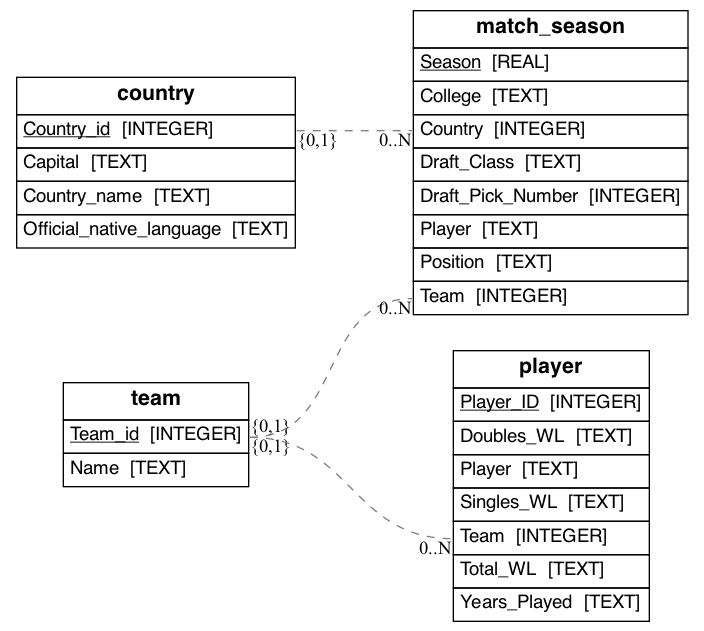 country
Country_id [INTEGER]
Capital [TEXT]
Country_name [TEXT]
Official_native_language [TEXT]
{0,1}
0..N
match_season
Season [REAL]
College [TEXT]
Country [INTEGER]
Draft_Class [TEXT]
Draft_Pick_Number [INTEGER]
Player [TEXT]
Position [TEXT]
Team [INTEGER]
0..N
team
Team_id [INTEGER]
Name [TEXT]
{0,1}
{0,1}
0..N
player
Player_ID [INTEGER]
Doubles_WL [TEXT]
Player [TEXT]
Singles_WL [TEXT]
Team [INTEGER]
Total_WL [TEXT]
Years_Played [TEXT]